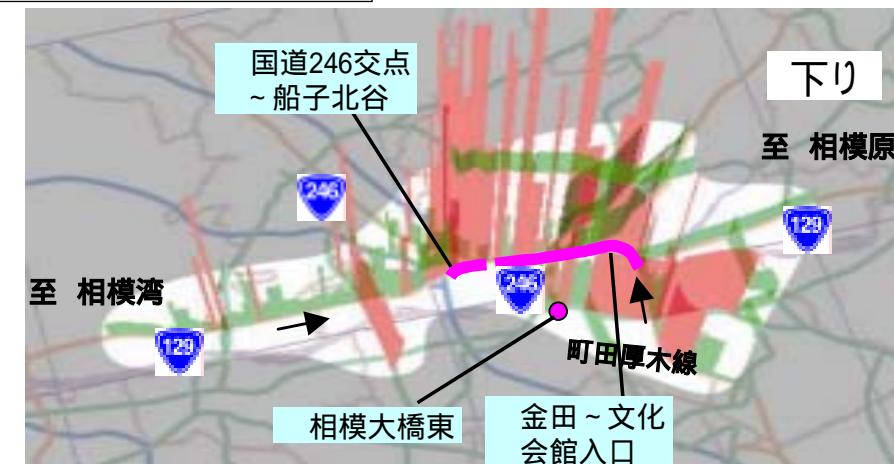 国道246交点
~船子北谷
下り
至 相模原
246
129
至 相模湾
246
129
町田厚木線
相模大橋東
金田~文化
会館入口